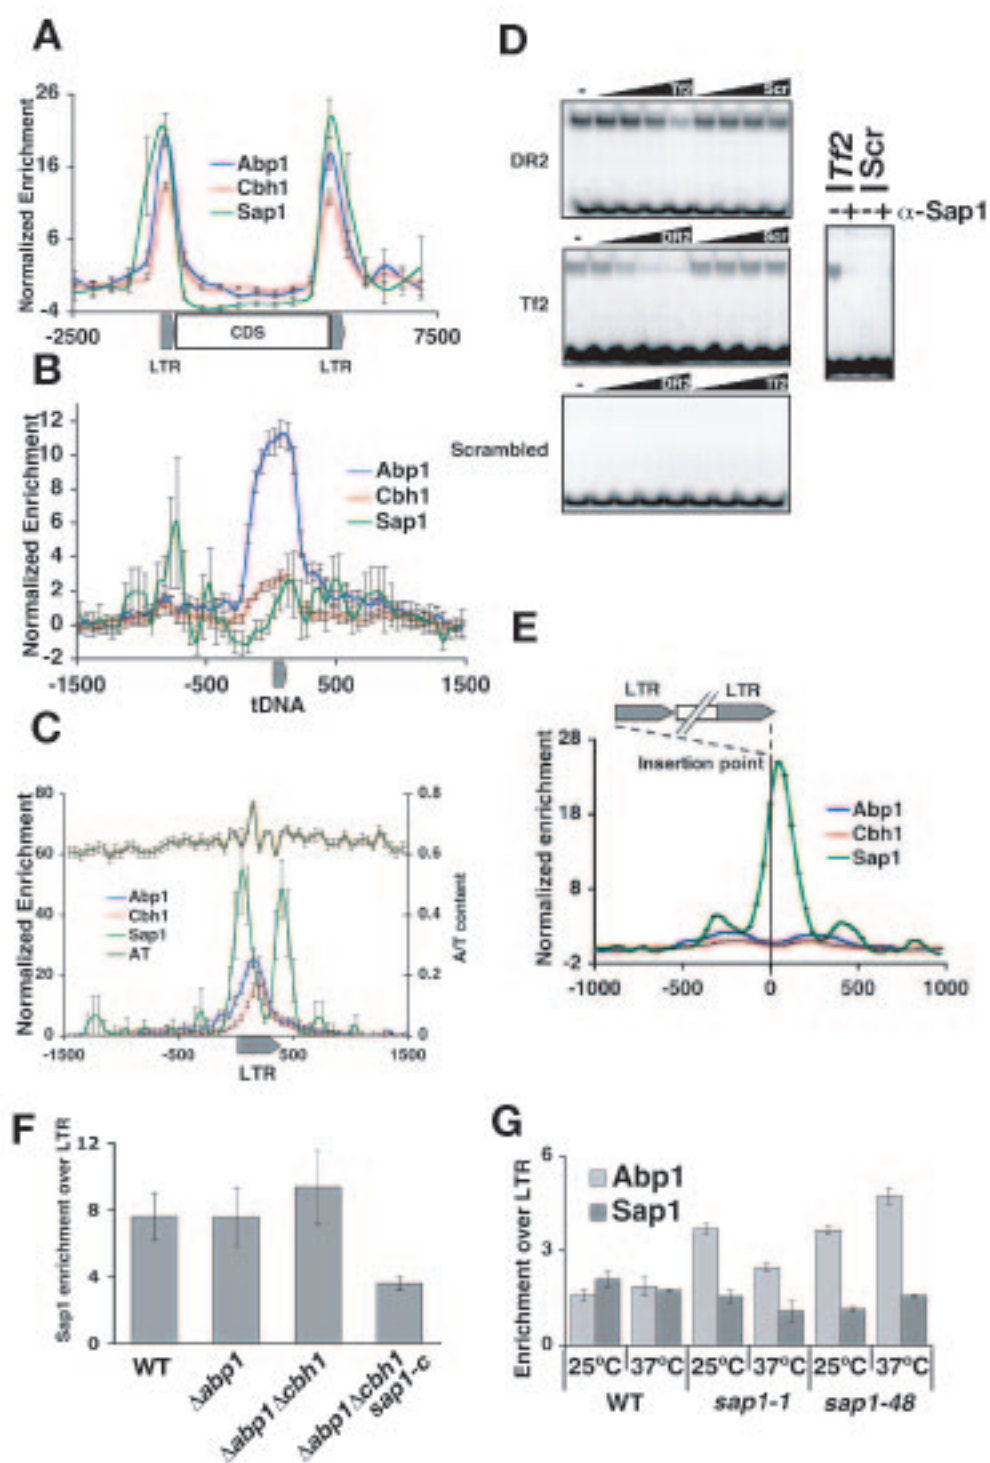 A
Normalized Enrichment
26
16
6
-4
Abp1
Cbh1
Sap1
-2500
CDS
7500
LTR
LTR
B
Normalized Enrichment
12
10
8
6
4
2
0
-2
Abp1
Cbh1
Sap1
-1500
-500
500
1500
tDNA
C
Normalized Enrichment
80
60
40
20
0
Abp1
Cbh1
Sap1
AT
0.8
0.6
0.4
0.2
0
A/T content
-1500
-500
500
1500
LTR
D
- Tf2 Scr
DR2
- DR2 Scr
Tf2
- DR2 Tf2
Scrambled
Tf2
Scr
-+-+ α-Sap1
E
LTR LTR
Insertion point
Normalized enrichment
28
18
8
-2
Abp1
Cbh1
Sap1
-1000
-500
0
500
1000
F
Sap1 enrichment over LTR
12
8
4
0
WT
Δabp1
Δabp1Δcbh1
Δabp1Δcbh1
sap1-c
G
Enrichment over LTR
6
3
0
Abp1
Sap1
25°C 37°C 25°C 37°C 25°C 37°C
WT sap1-1 sap1-48